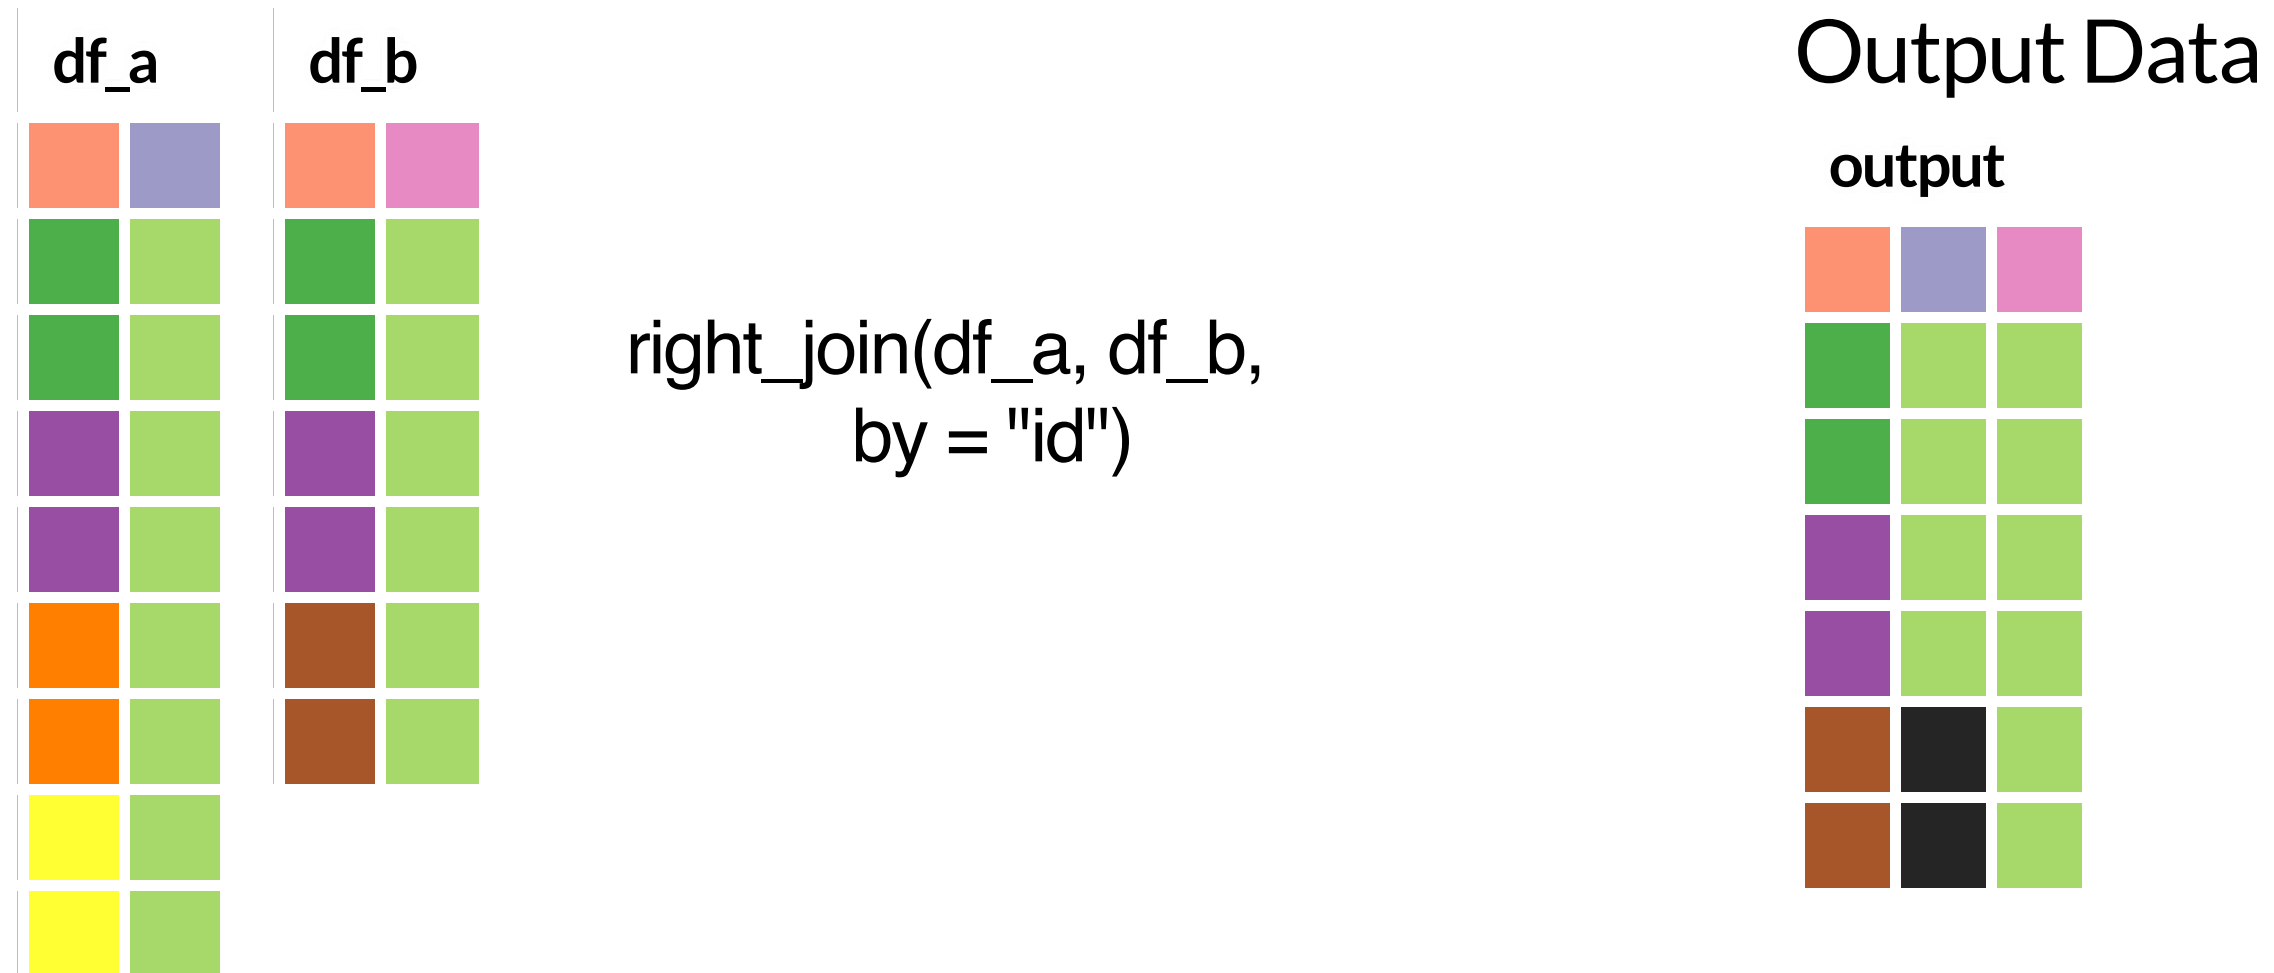 df_a
df_b
Output Data
output
right_join(df_a, df_b,
by = "id")